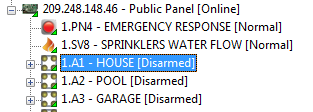 209.248.148.46 - Public Panel [Online]
1.PN4 - EMERGENCY RESPONSE [Normal]
1.SV8 - SPRINKLERS WATER FLOW [Normal]
1.A1 - HOUSE [Disarmed]
1.A2 - POOL [Disarmed]
1.A3 - GARAGE [Disarmed]